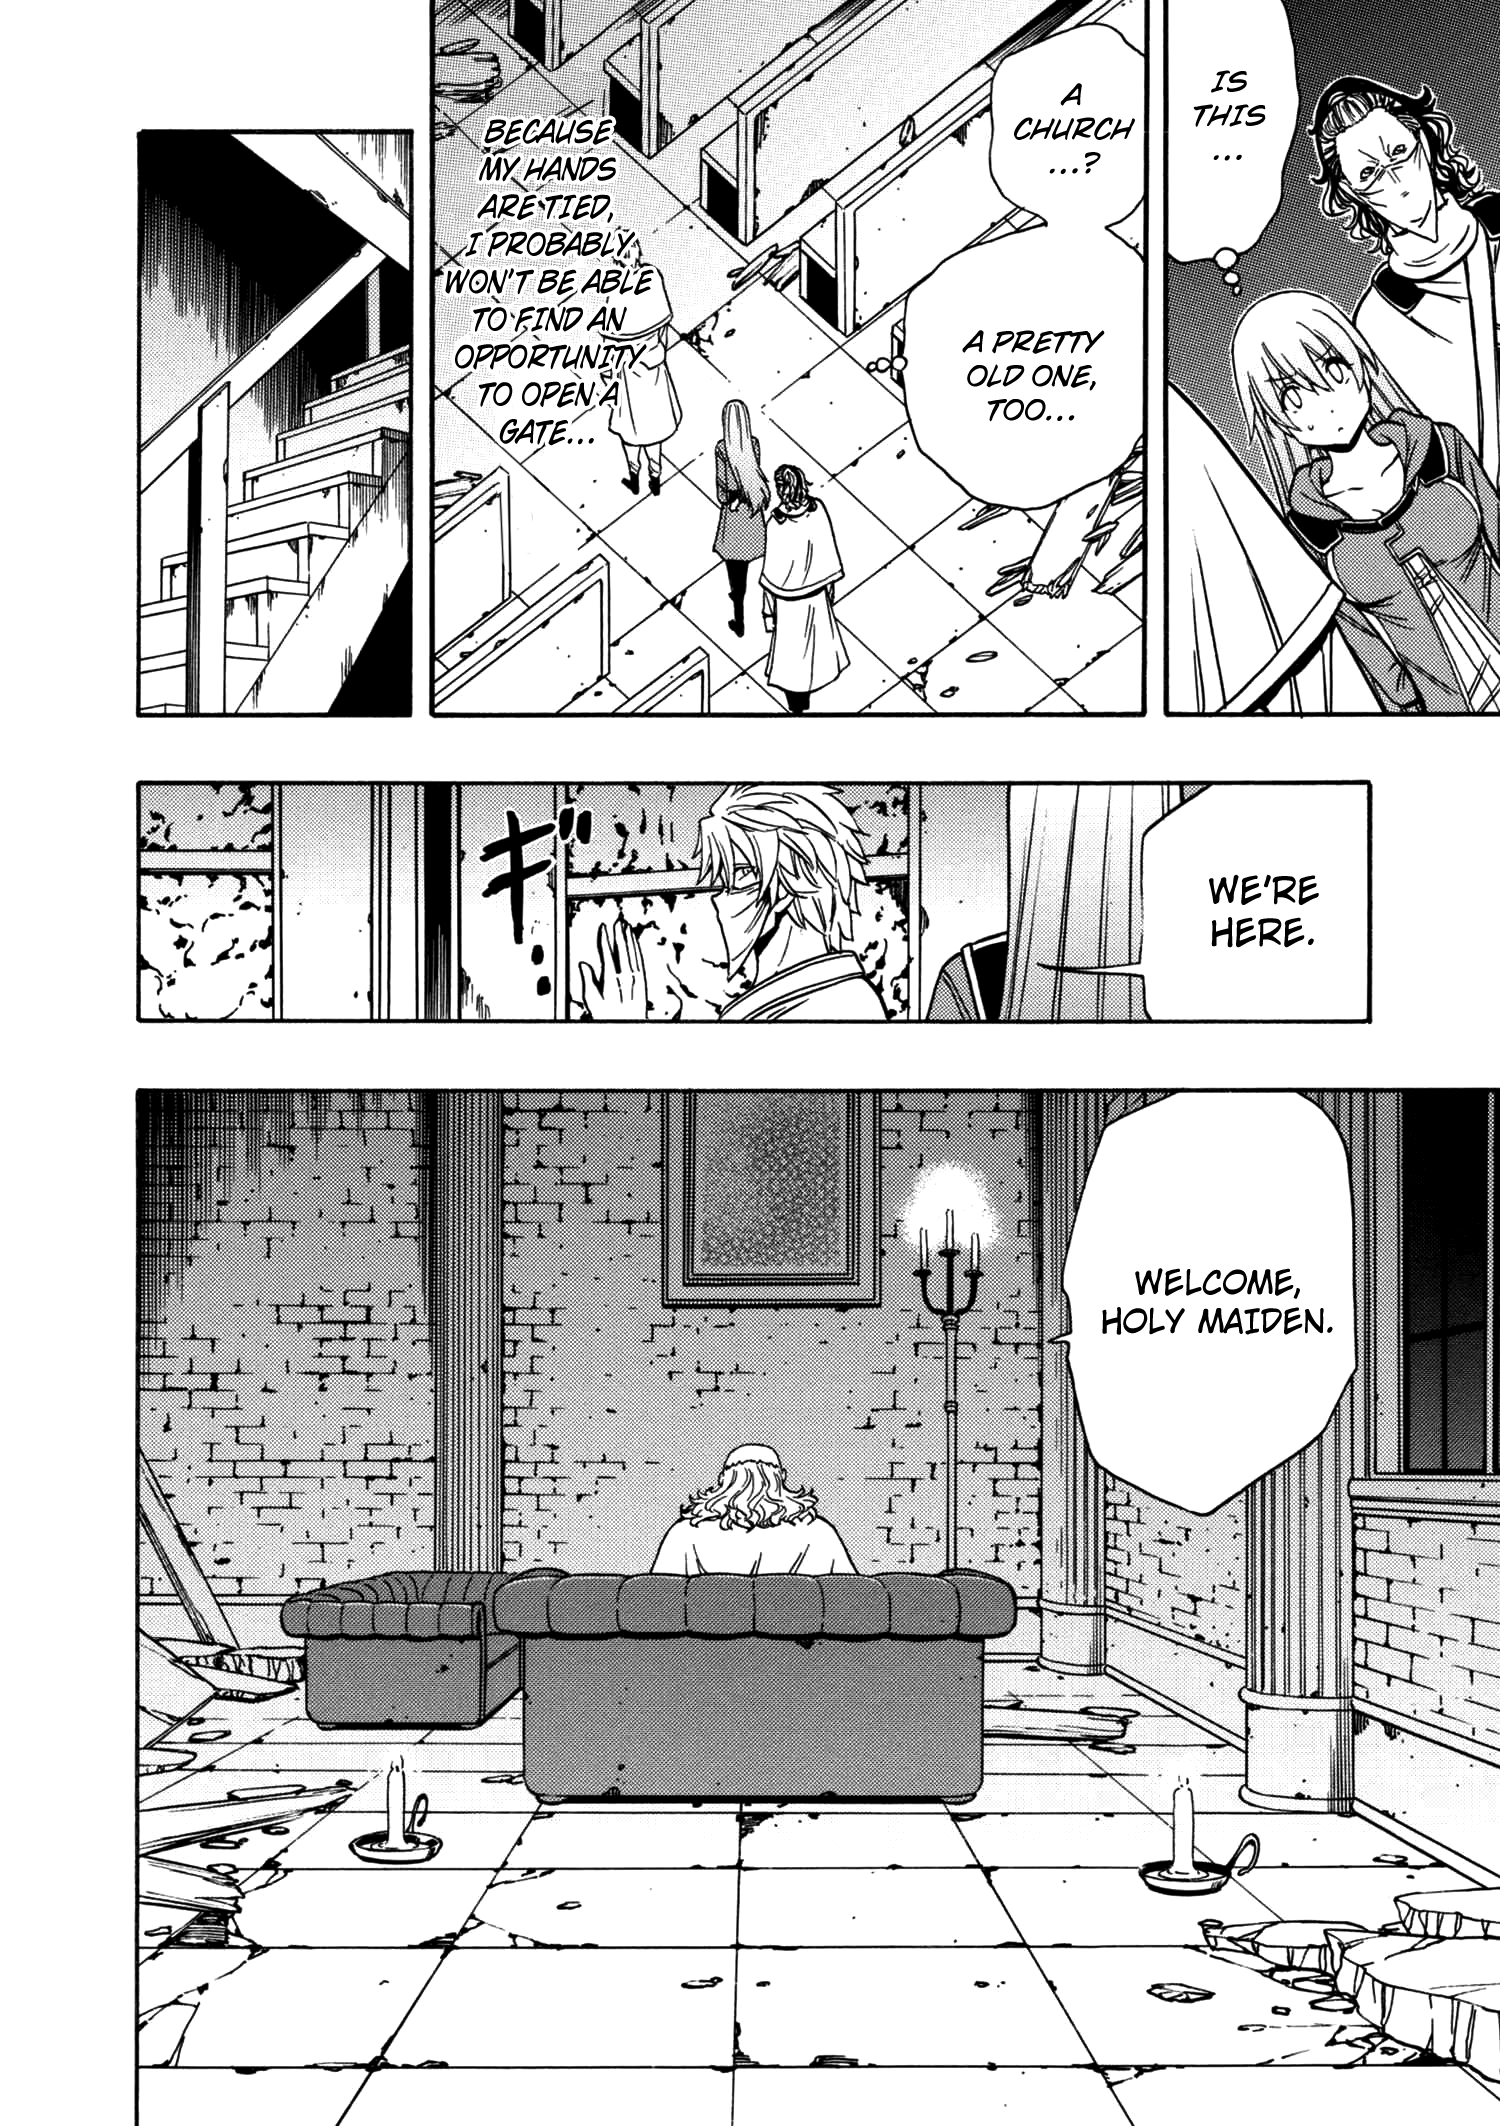 IS
THIS
...
A
CHURCH
...?
A PRETTY
OLD ONE,
TOO...
BECAUSE
MY HANDS
ARE TIED,
I PROBABLY
WON'T BE ABLE
TO FIND AN
OPPORTUNITY
TO OPEN A
GATE...
WE'RE
HERE.
ギ
WELCOME,
HOLY MAIDEN.